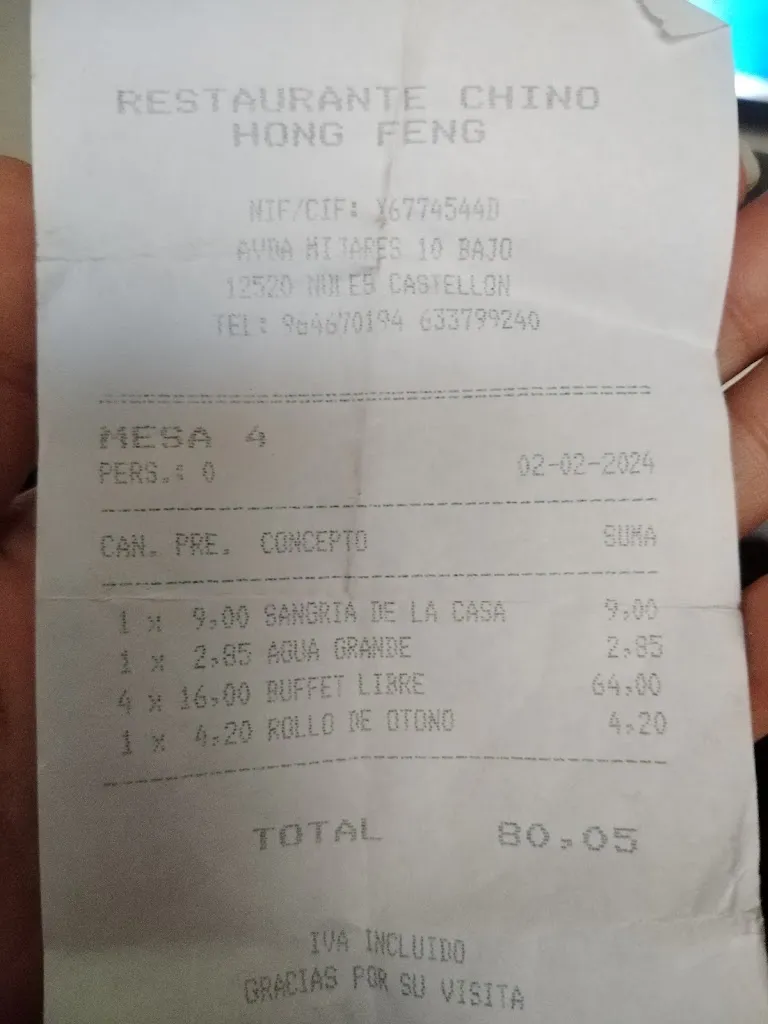 RESTAURANTE CHINO
HONG FENG
NIF/CIF: X6774544D
AVDA MIJARES 10 BAJO
12520 NULES CASTELLON
TEL: 964670194 633799240
MESA 4
PERS.: 0 02-02-2024
CAN. PRE. CONCEPTO SUMA
1 x 9,00 SANGRIA DE LA CASA 9,00
1 x 2,85 AGUA GRANDE 2,85
4 x 16,00 BUFFET LIBRE 64,00
1 x 4,20 ROLLO DE OTONO 4,20
TOTAL 80,05
IVA INCLUIDO
GRACIAS POR SU VISITA